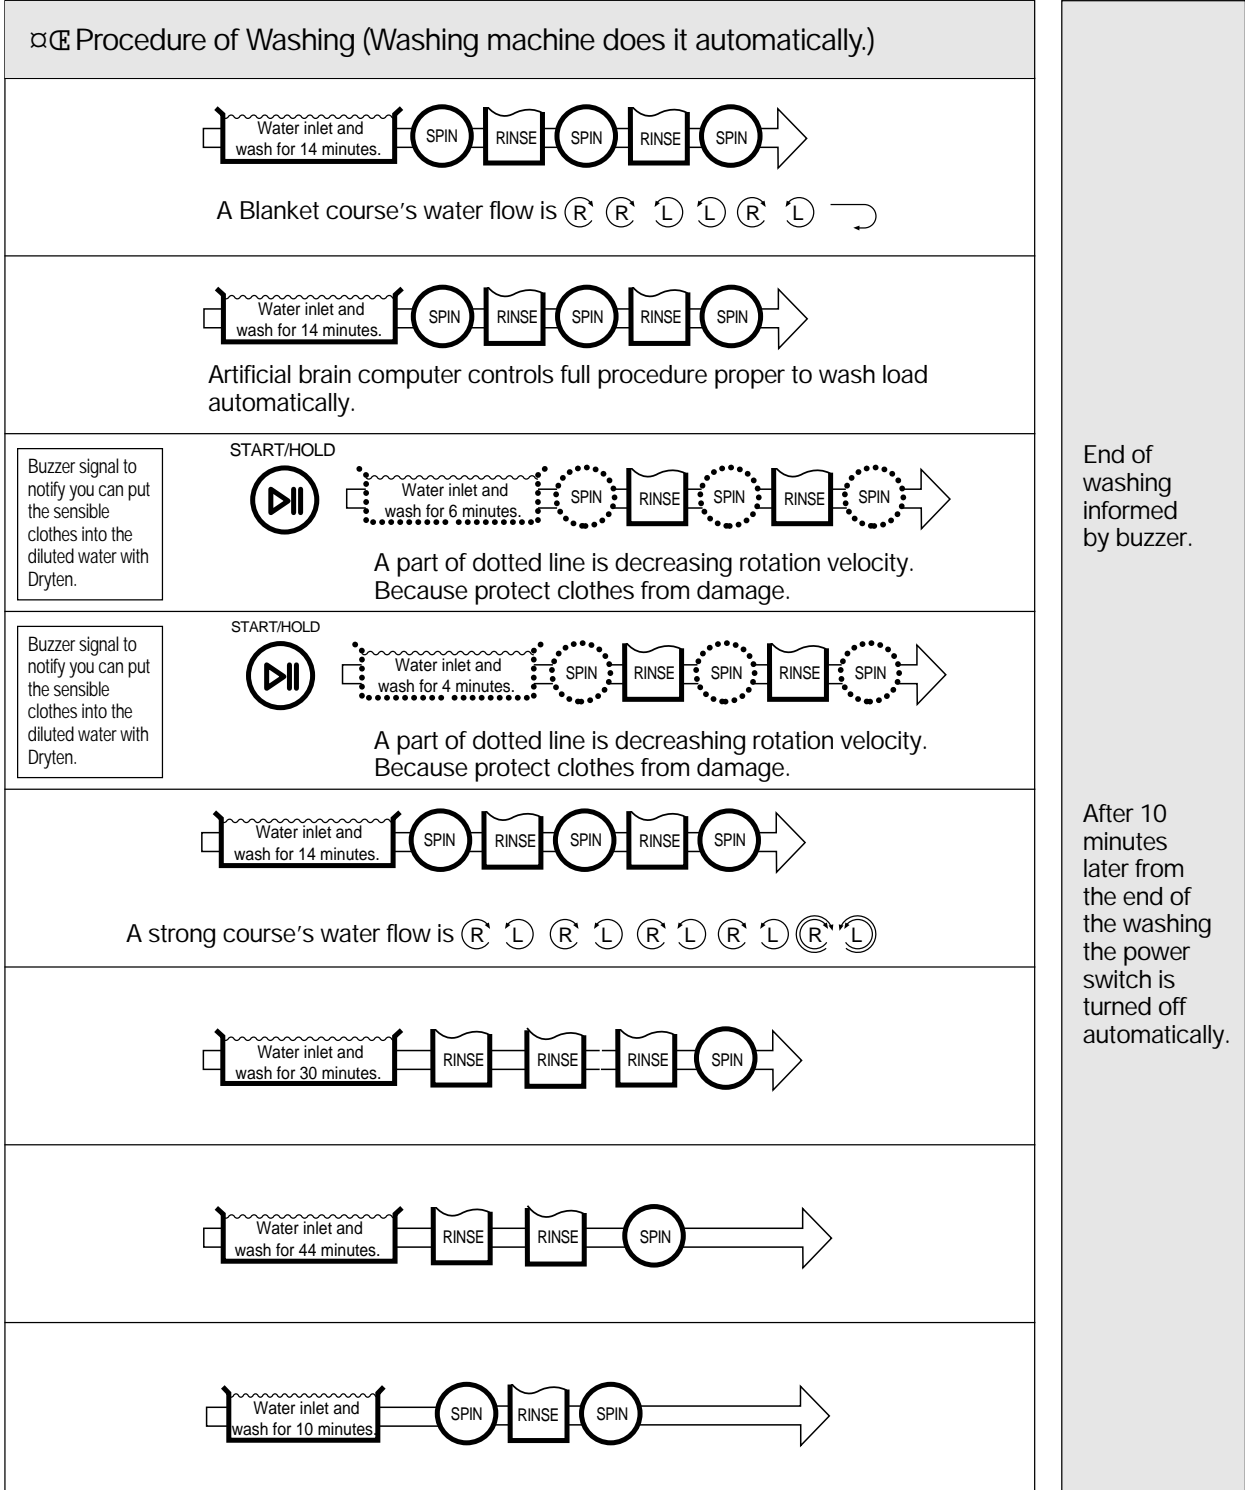 ¤Œ Procedure of Washing (Washing machine does it automatically.)
Water inlet and
wash for 14 minutes.
SPIN
RINSE
SPIN
RINSE
SPIN
A Blanket course's water flow is R R L L R L
Water inlet and
wash for 14 minutes.
SPIN
RINSE
SPIN
RINSE
SPIN
Artificial brain computer controls full procedure proper to wash load
automatically.
Buzzer signal to
notify you can put
the sensible
clothes into the
diluted water with
Dryten.
START/HOLD
Water inlet and
wash for 6 minutes.
SPIN
RINSE
SPIN
RINSE
SPIN
A part of dotted line is decreasing rotation velocity.
Because protect clothes from damage.
Buzzer signal to
notify you can put
the sensible
clothes into the
diluted water with
Dryten.
START/HOLD
Water inlet and
wash for 4 minutes.
SPIN
RINSE
SPIN
RINSE
SPIN
A part of dotted line is decreashing rotation velocity.
Because protect clothes from damage.
Water inlet and
wash for 14 minutes.
SPIN
RINSE
SPIN
RINSE
SPIN
A strong course's water flow is R L R L R L R L R L
Water inlet and
wash for 30 minutes.
RINSE
RINSE
RINSE
SPIN
Water inlet and
wash for 44 minutes.
RINSE
RINSE
SPIN
Water inlet and
wash for 10 minutes.
SPIN
RINSE
SPIN
End of
washing
informed
by buzzer.
After 10
minutes
later from
the end of
the washing
the power
switch is
turned off
automatically.